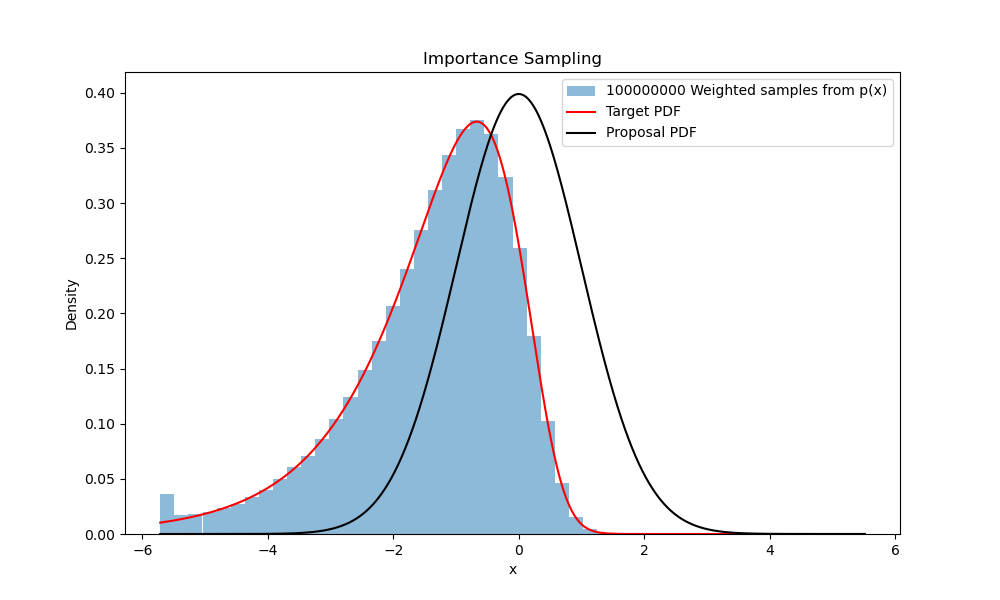 Importance Sampling
100000000 Weighted samples from p(x)
Target PDF
Proposal PDF
Density
0.40
0.35
0.30
0.25
0.20
0.15
0.10
0.05
0.00
−6 −4 −2 0 2 4 6
x